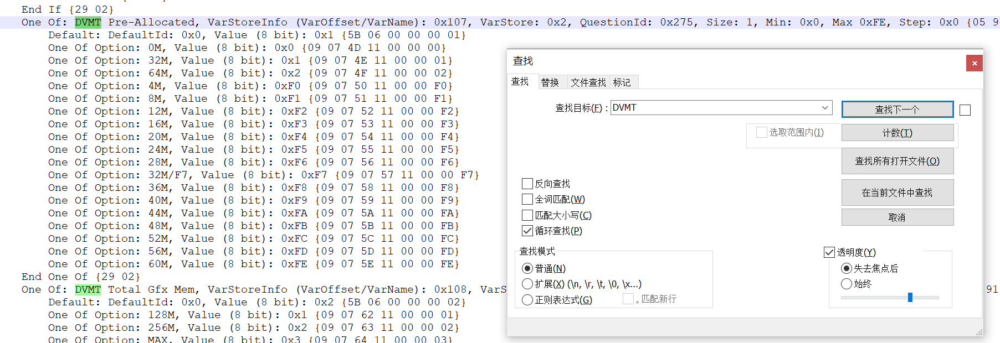 End If {29 02}
One Of: DVMT Pre-Allocated, VarStoreInfo (VarOffset/VarName): 0x107, VarStore: 0x2, QuestionId: 0x275, Size: 1, Min: 0x0, Max 0xFE, Step: 0x0 {05 9
Default: DefaultId: 0x0, Value (8 bit): 0x1 {5B 06 00 00 00 01}
One Of Option: 0M, Value (8 bit): 0x0 {09 07 4D 11 00 00 00}
One Of Option: 32M, Value (8 bit): 0x1 {09 07 4E 11 00 00 01}
One Of Option: 64M, Value (8 bit): 0x2 {09 07 4F 11 00 00 02}
One Of Option: 4M, Value (8 bit): 0xF0 {09 07 50 11 00 00 F0}
One Of Option: 8M, Value (8 bit): 0xF1 {09 07 51 11 00 00 F1}
One Of Option: 12M, Value (8 bit): 0xF2 {09 07 52 11 00 00 F2}
One Of Option: 16M, Value (8 bit): 0xF3 {09 07 53 11 00 00 F3}
One Of Option: 20M, Value (8 bit): 0xF4 {09 07 54 11 00 00 F4}
One Of Option: 24M, Value (8 bit): 0xF5 {09 07 55 11 00 00 F5}
One Of Option: 28M, Value (8 bit): 0xF6 {09 07 56 11 00 00 F6}
One Of Option: 32M/F7, Value (8 bit): 0xF7 {09 07 57 11 00 00 F7}
One Of Option: 36M, Value (8 bit): 0xF8 {09 07 58 11 00 00 F8}
One Of Option: 40M, Value (8 bit): 0xF9 {09 07 59 11 00 00 F9}
One Of Option: 44M, Value (8 bit): 0xFA {09 07 5A 11 00 00 FA}
One Of Option: 48M, Value (8 bit): 0xFB {09 07 5B 11 00 00 FB}
One Of Option: 52M, Value (8 bit): 0xFC {09 07 5C 11 00 00 FC}
One Of Option: 56M, Value (8 bit): 0xFD {09 07 5D 11 00 00 FD}
One Of Option: 60M, Value (8 bit): 0xFE {09 07 5E 11 00 00 FE}
End One Of {29 02}
One Of: DVMT Total Gfx Mem, VarStoreInfo (VarOffset/VarName): 0x108, VarS 91
Default: DefaultId: 0x0, Value (8 bit): 0x2 {5B 06 00 00 00 02}
One Of Option: 128M, Value (8 bit): 0x1 {09 07 62 11 00 00 01}
One Of Option: 256M, Value (8 bit): 0x2 {09 07 63 11 00 00 02}
One Of Option: MAX, Value (8 bit): 0x3 {09 07 64 11 00 00 03}
查找
查找 替换 文件查找 标记
查找目标(F) : DVMT
查找下一个
选取范围内(I)
计数(T)
查找所有打开文件(O)
在当前文件中查找
取消
反向查找
全词匹配(W)
匹配大小写(C)
循环查找(P)
查找模式
普通(N)
扩展(X) (\n, \r, \t, \0, \x...)
正则表达式(G)
. 匹配新行
透明度(Y)
失去焦点后
始终